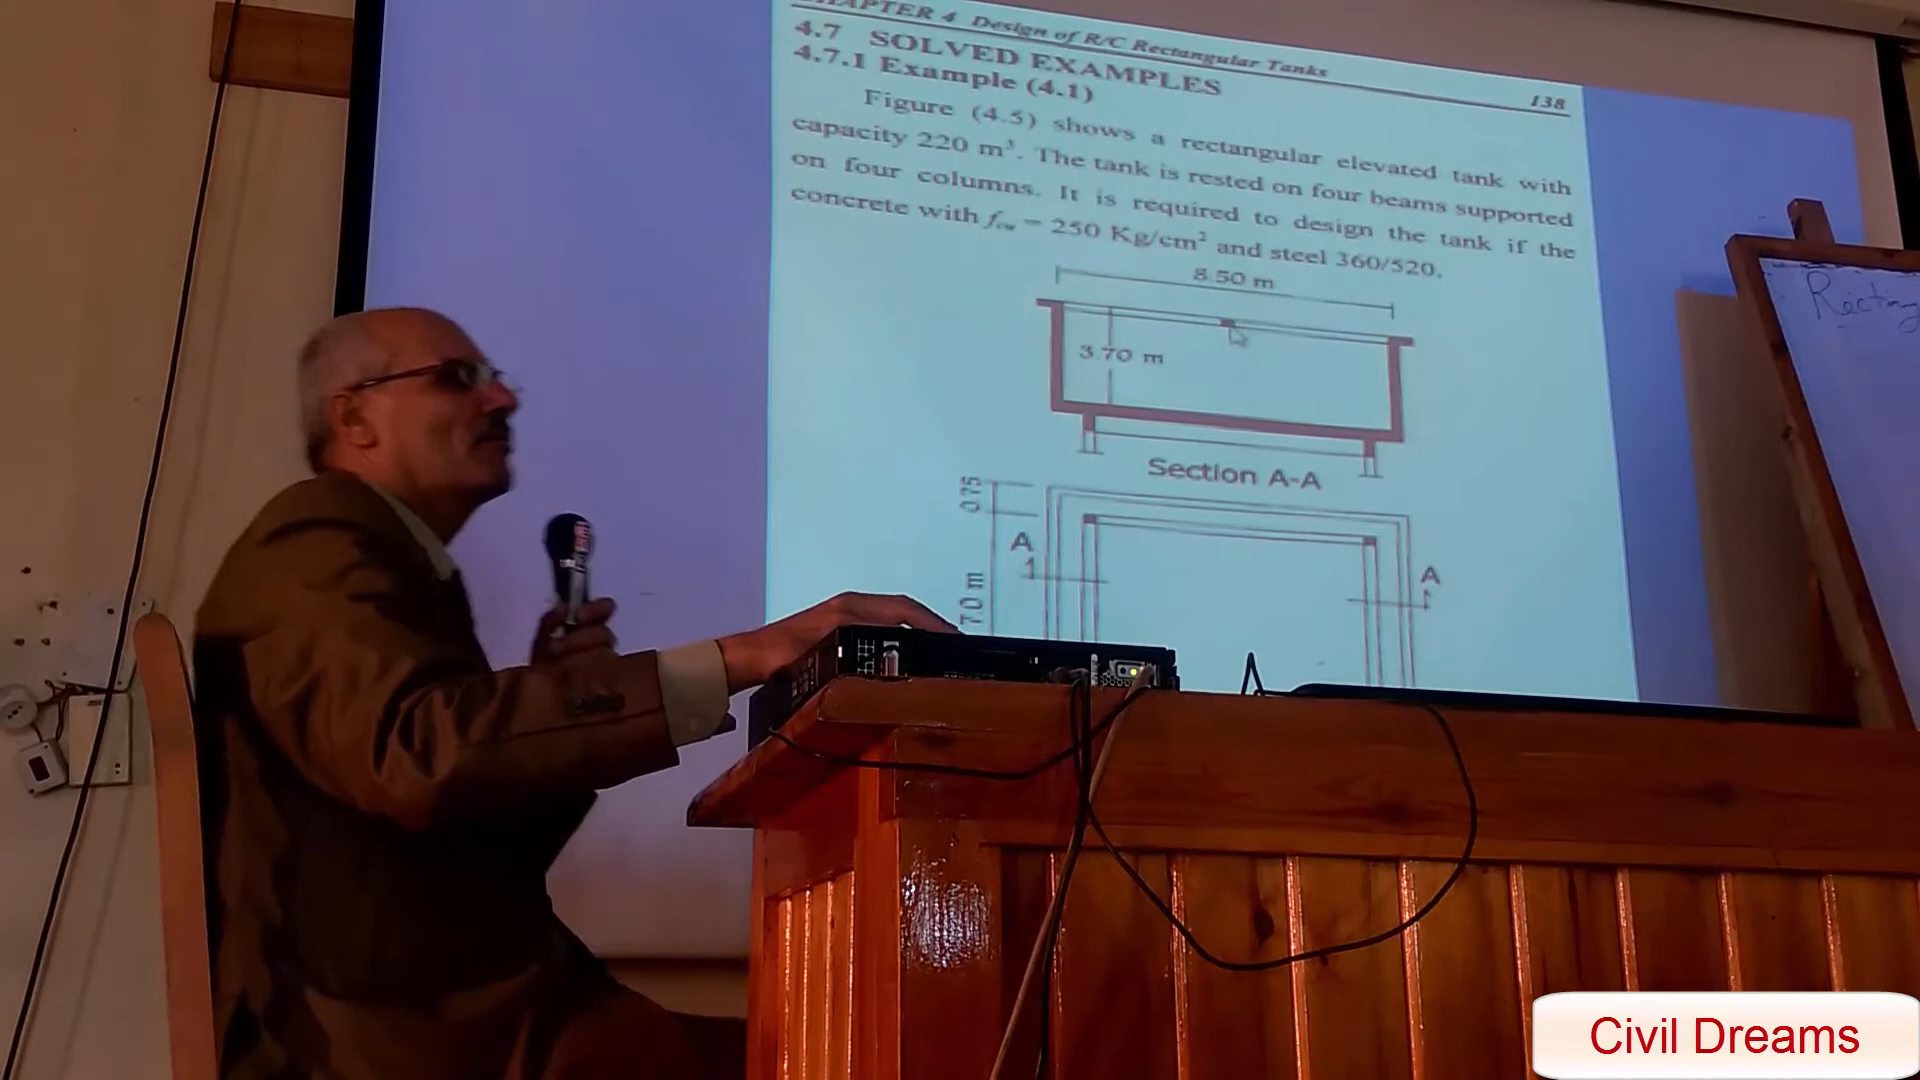 CHAPTER 4 Design of R/C Rectangular Tanks
138
4.7 SOLVED EXAMPLES
4.7.1 Example (4.1)
Figure (4.5) shows a rectangular elevated tank with
capacity 220 m³. The tank is rested on four beams supported
on four columns. It is required to design the tank if the
concrete with fcu = 250 Kg/cm² and steel 360/520.
8.50 m
3.70 m
Section A-A
0.75
A
A
7.0 m
Civil Dreams